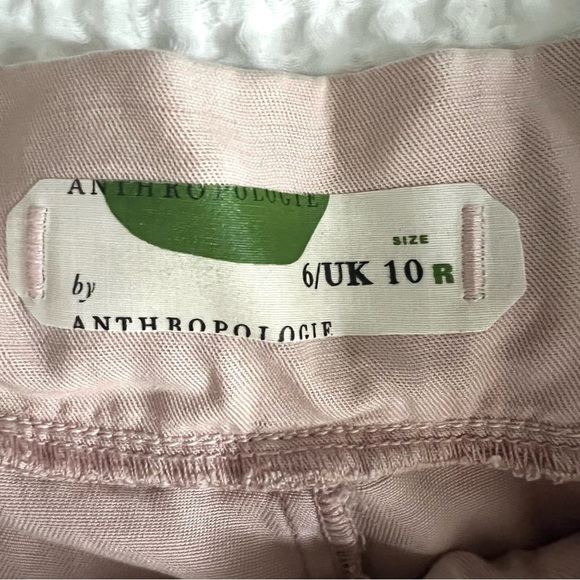 ANTHROPOLOGIE
SIZE
6/UK 10 R
by
ANTHROPOLOGIE